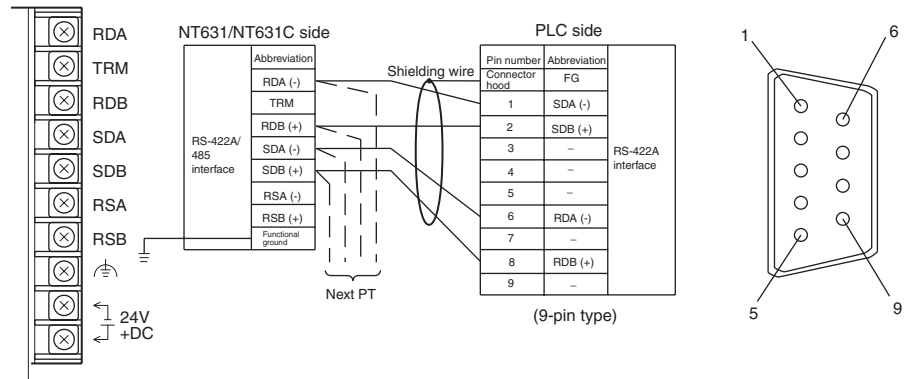 RDA
TRM
RDB
SDA
SDB
RSA
RSB
24V
+DC
NT631/NT631C side
Abbreviation
RDA (-)
TRM
RDB (+)
SDA (-)
SDB (+)
RSA (-)
RSB (+)
Functional
ground
RS-422A/
485
interface
Shielding wire
Next PT
PLC side
Pin number Abbreviation
Connector
hood FG
1 SDA (-)
2 SDB (+)
3 –
4 –
5 –
6 RDA (-)
7 –
8 RDB (+)
9 –
RS-422A
interface
(9-pin type)
1 6
5 9